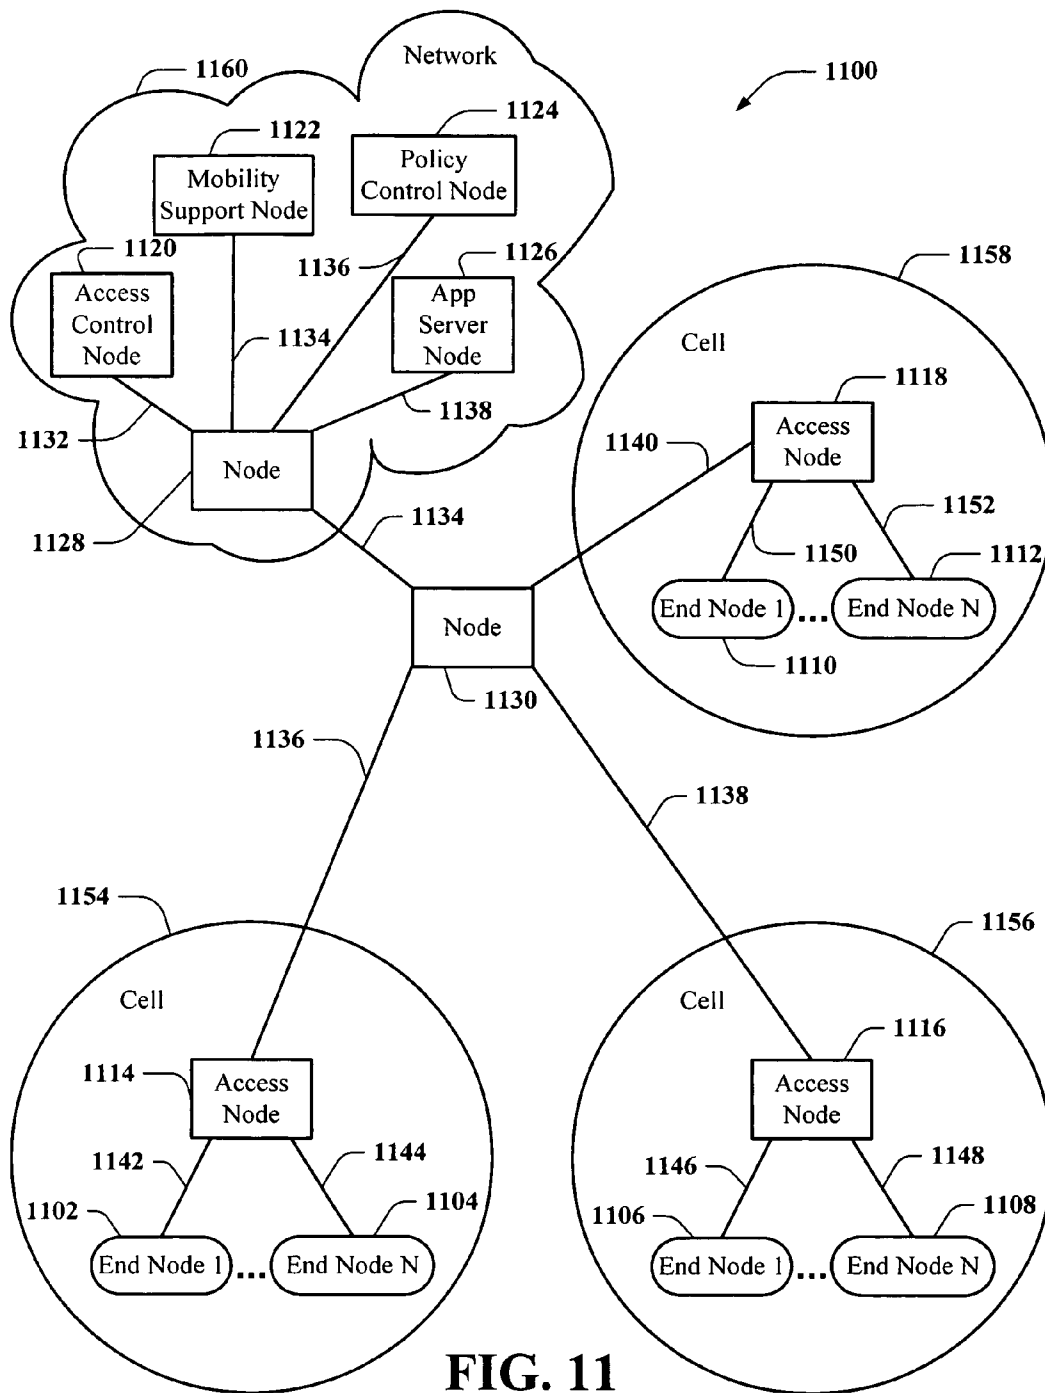 Network
1160
1100
1122
1124
Mobility
Support Node
Policy
Control Node
1120
1136
1126
Access
Control
Node
App
Server
Node
1134
1132
1138
Node
1128
1134
1158
Cell
1118
Access
Node
1140
1150
1152
1112
End Node 1 ... End Node N
1110
Node
1130
1136
1138
1154
Cell
1114
Access
Node
1142
1144
1102
1104
End Node 1 ... End Node N
1156
Cell
1116
Access
Node
1146
1148
1106
1108
End Node 1 ... End Node N
FIG. 11